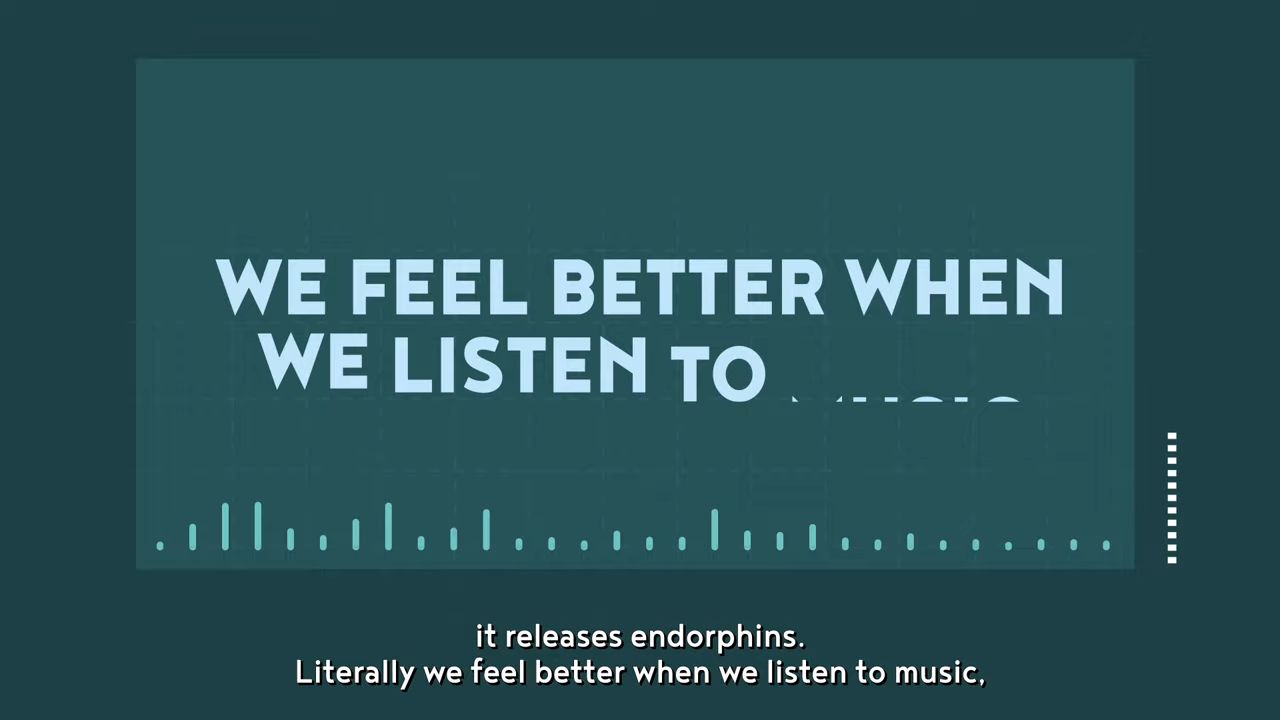 WE FEEL BETTER WHEN
WE LISTEN TO
it releases endorphins.
Literally we feel better when we listen to music,